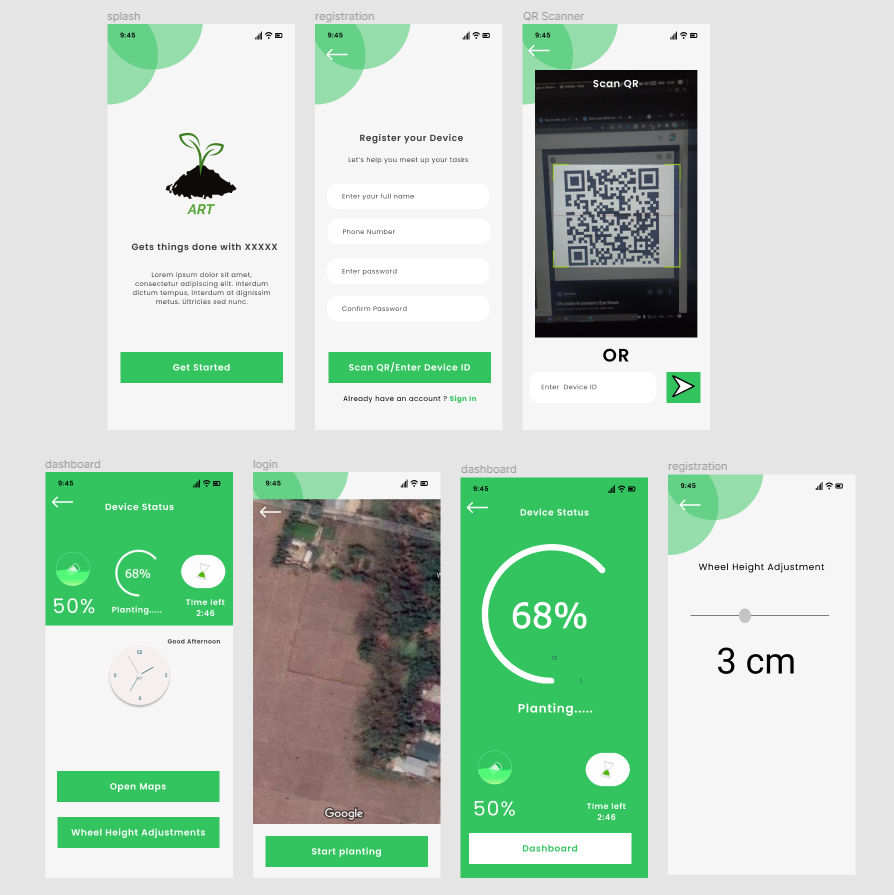 splash
9:45
ART
Gets things done with XXXXX
Lorem ipsum dolor sit amet,
consectetur adipiscing elit. Interdum
dictum tempus, interdum at dignissim
metus. Ultricies sed nunc.
Get Started
registration
9:45
Register your Device
Let's help you meet up your tasks
Enter your full name
Phone Number
Enter password
Confirm Password
Scan QR/Enter Device ID
Already have an account ? Sign In
QR Scanner
9:45
Scan QR
OR
Enter Device ID
dashboard
9:45
Device Status
50%
68%
Planting.....
Time left
2:46
Good Afternoon
12
9
3
6
Open Maps
Wheel Height Adjustments
login
9:45
Google
Start planting
dashboard
9:45
Device Status
68%
Planting.....
50%
Time left
2:46
Dashboard
registration
9:45
Wheel Height Adjustment
3 cm